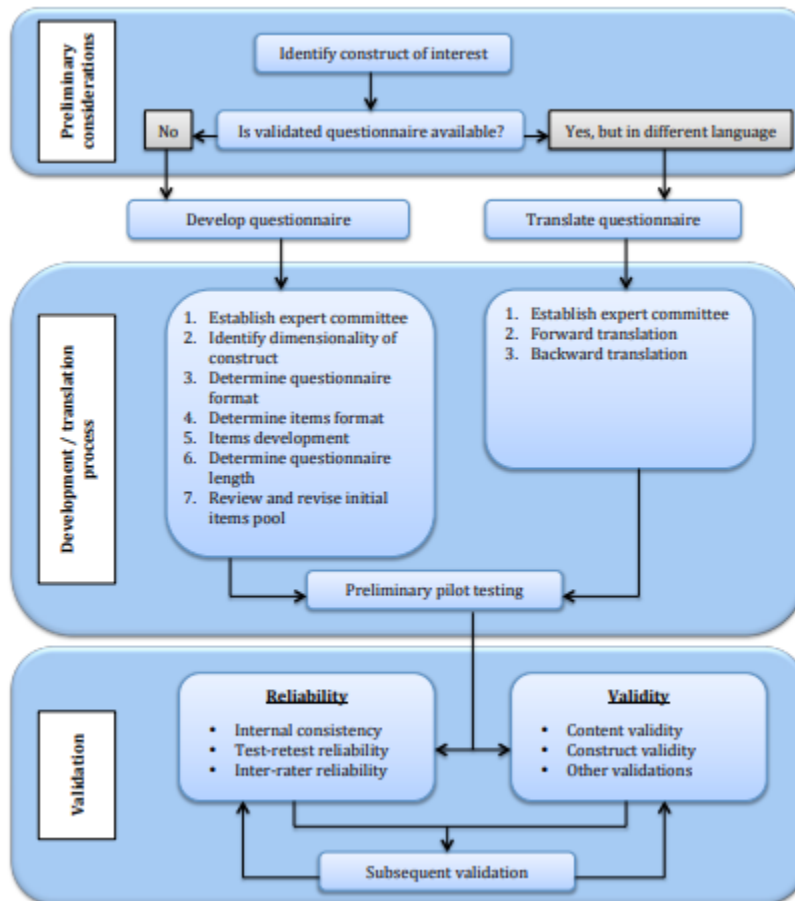 Preliminary
considerations
Identify construct of interest
Is validated questionnaire available?
No
Yes, but in different language
Develop questionnaire
Translate questionnaire
Development / translation
process
1. Establish expert committee
2. Identify dimensionality of
construct
3. Determine questionnaire
format
4. Determine items format
5. Items development
6. Determine questionnaire
length
7. Review and revise initial
items pool
1. Establish expert committee
2. Forward translation
3. Backward translation
Preliminary pilot testing
Validation
Reliability
• Internal consistency
• Test-retest reliability
• Inter-rater reliability
Validity
• Content validity
• Construct validity
• Other validations
Subsequent validation